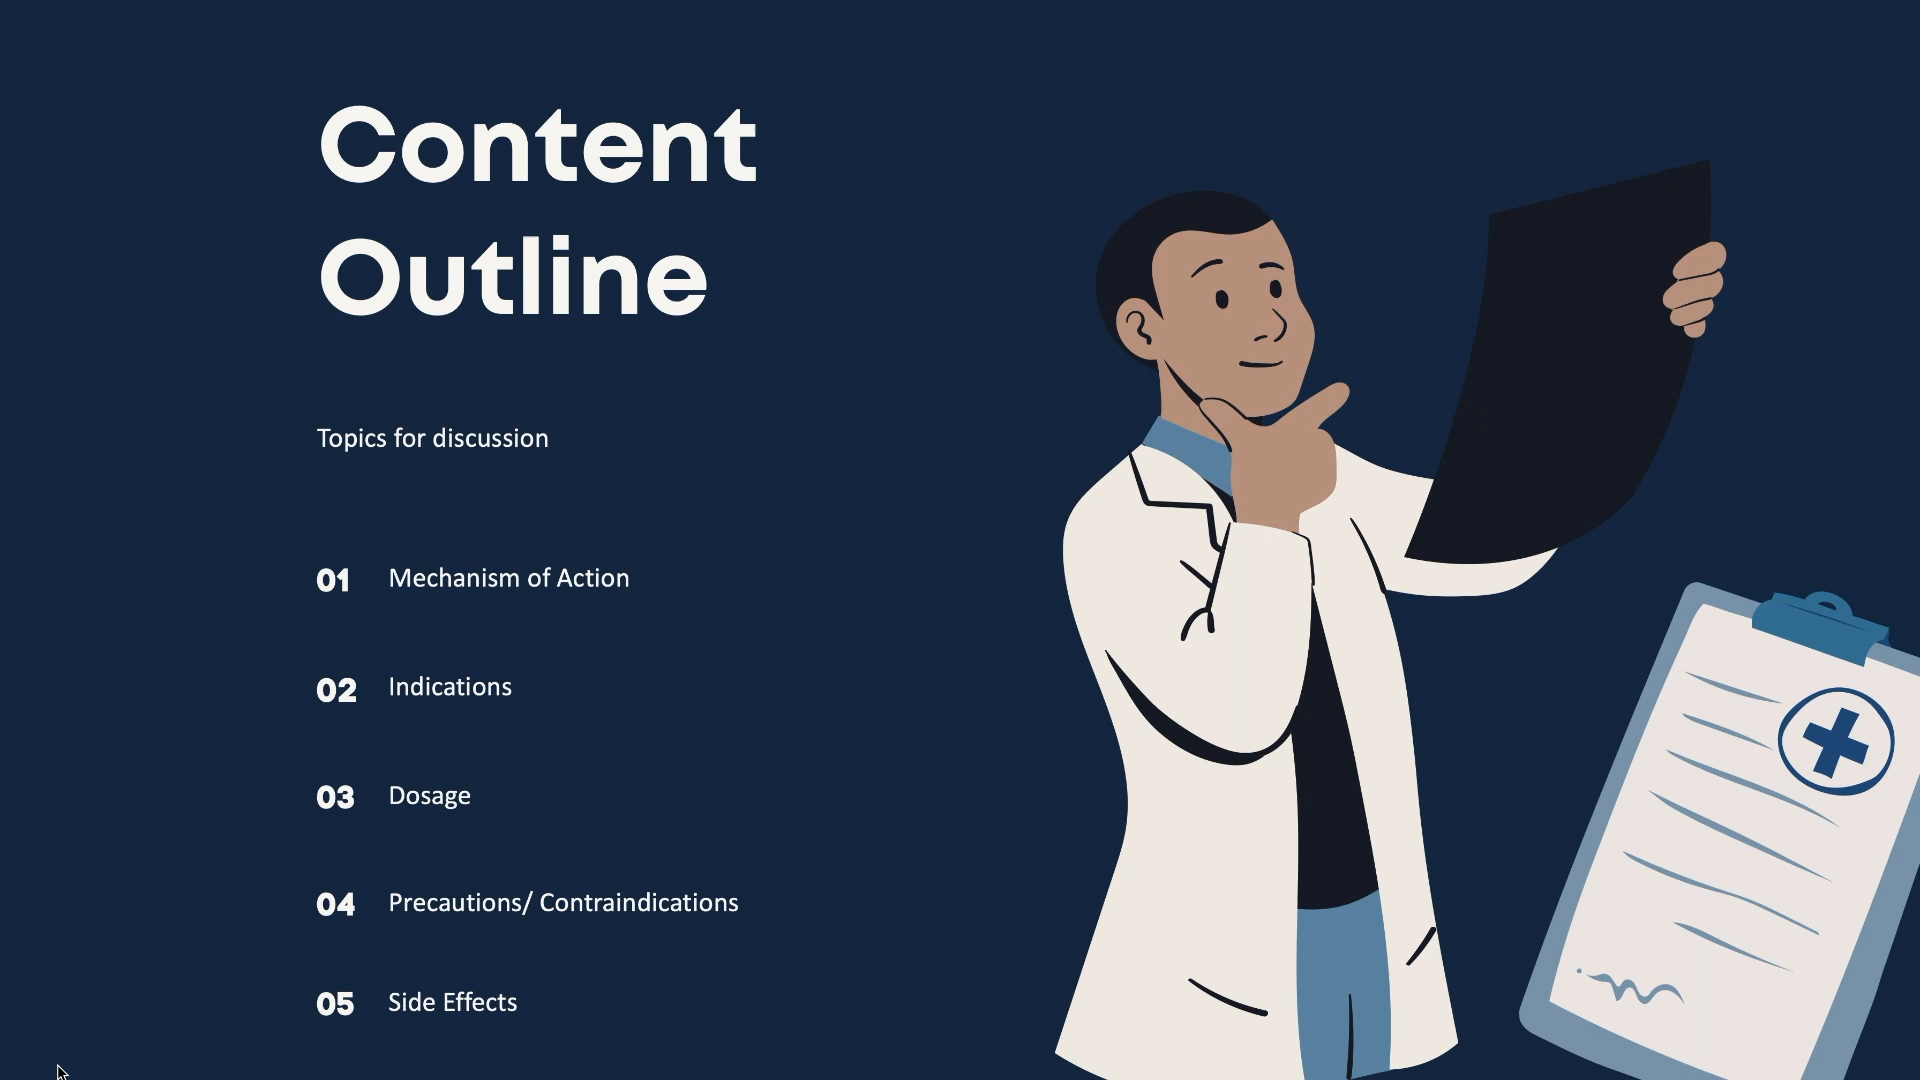 Content
Outline
Topics for discussion
01 Mechanism of Action
02 Indications
03 Dosage
04 Precautions/ Contraindications
05 Side Effects